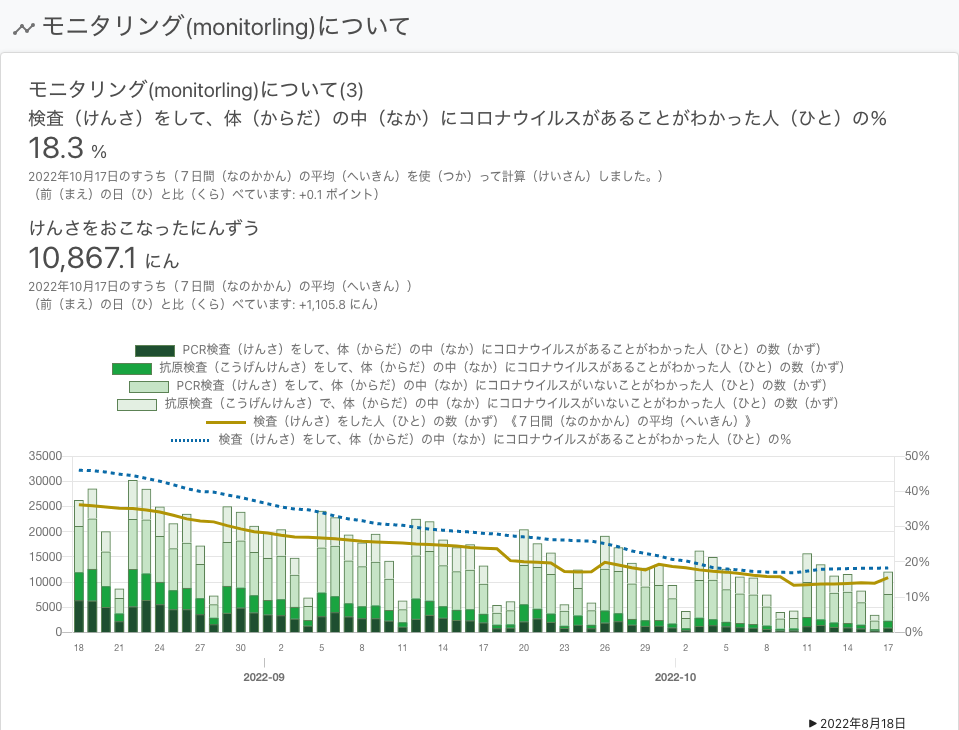 モニタリング(monitorling)について
モニタリング(monitorling)について(3)
検査（けんさ）をして、体（からだ）の中（なか）にコロナウイルスがあることがわかった人（ひと）の%
18.3 %
2022年10月17日のすうち（７日間（なのかかん）の平均（へいきん）を使（つか）って計算（けいさん）しました。）
（前（まえ）の日（ひ）と比（くら）べています: +0.1 ポイント）
けんさをおこなったにんずう
10,867.1 にん
2022年10月17日のすうち（７日間（なのかかん）の平均（へいきん））
（前（まえ）の日（ひ）と比（くら）べています: +1,105.8 にん）
PCR検査（けんさ）をして、体（からだ）の中（なか）にコロナウイルスがあることがわかった人（ひと）の数（かず）
抗原検査（こうげんけんさ）をして、体（からだ）の中（なか）にコロナウイルスがあることがわかった人（ひと）の数（かず）
PCR検査（けんさ）をして、体（からだ）の中（なか）にコロナウイルスがいないことがわかった人（ひと）の数（かず）
抗原検査（こうげんけんさ）で、体（からだ）の中（なか）にコロナウイルスがいないことがわかった人（ひと）の数（かず）
検査（けんさ）をした人（ひと）の数（かず）《７日間（なのかかん）の平均（へいきん）》
検査（けんさ）をして、体（からだ）の中（なか）にコロナウイルスがあることがわかった人（ひと）の%
35000 50%
30000 40%
25000
20000 30%
15000 20%
10000
5000 10%
0 0%
18 21 24 27 30 2 5 8 11 14 17 20 23 26 29 2 5 8 11 14 17
2022-09 2022-10
▶2022年8月18日